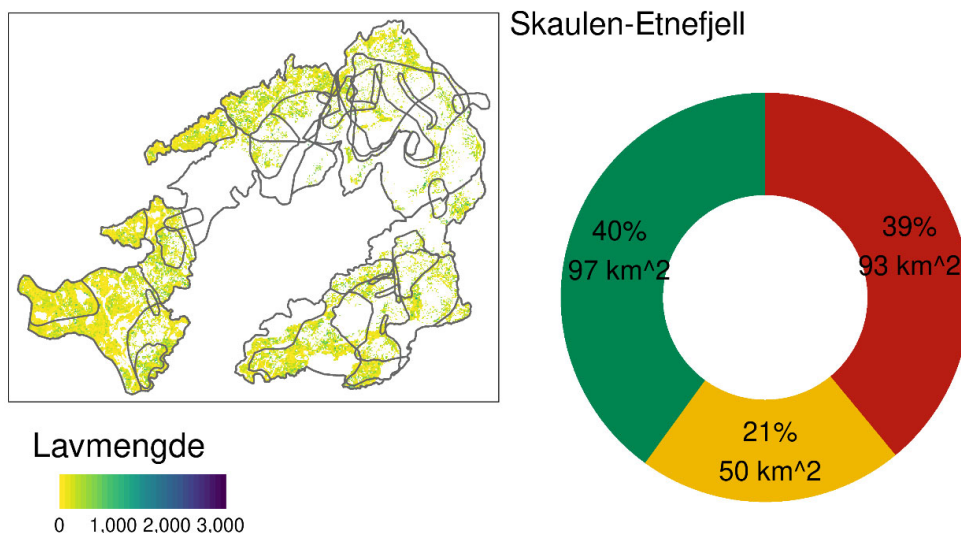 Skaulen-Etnefjell
40%
97 km^2
39%
93 km^2
21%
50 km^2
Lavmengde
0 1,000 2,000 3,000